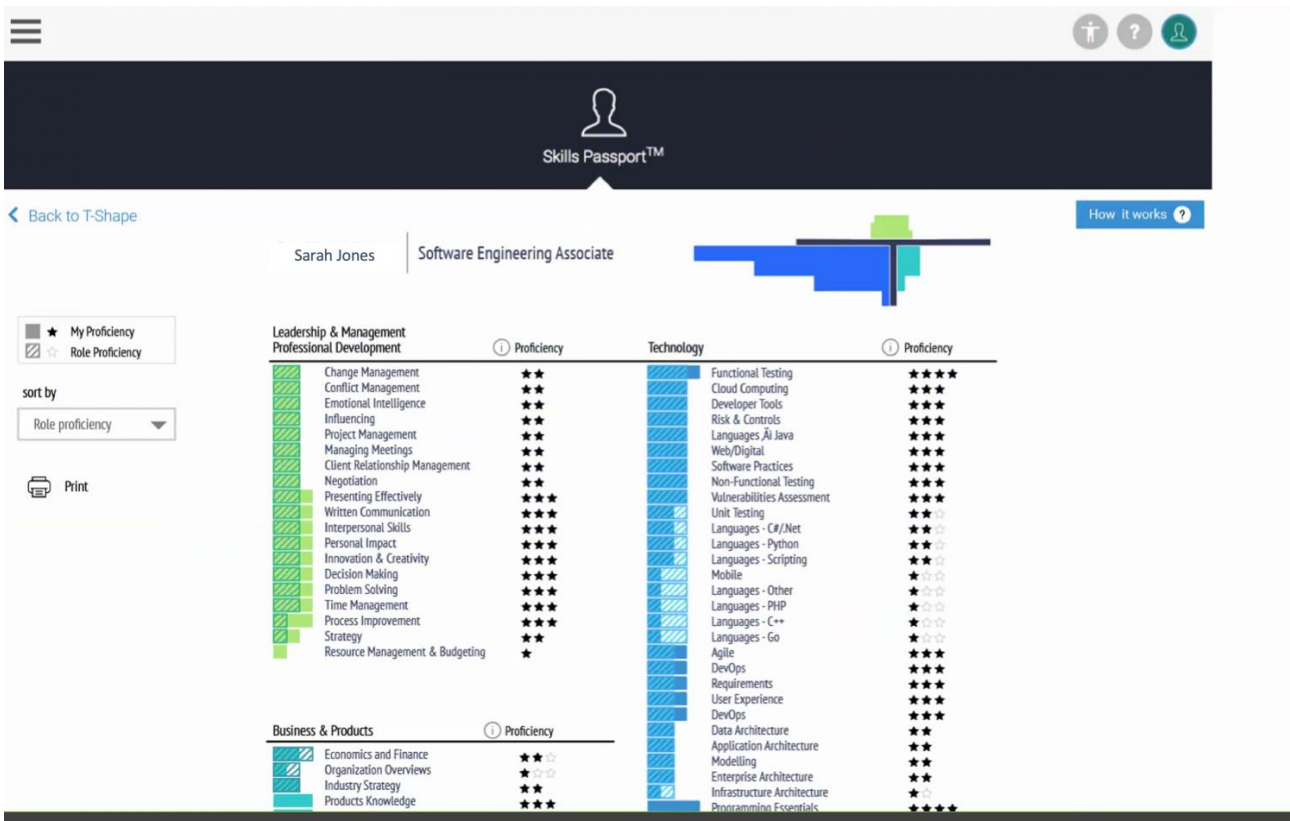 ?
Skills Passport™
Back to T-Shape
How it works ?
Sarah Jones
Software Engineering Associate
My Proficiency
Role Proficiency
sort by
Role proficiency
Print
Leadership & Management
Professional Development
i Proficiency
Change Management
Conflict Management
Emotional Intelligence
Influencing
Project Management
Managing Meetings
Client Relationship Management
Negotiation
Presenting Effectively
Written Communication
Interpersonal Skills
Personal Impact
Innovation & Creativity
Decision Making
Problem Solving
Time Management
Process Improvement
Strategy
Resource Management & Budgeting
Business & Products
i Proficiency
Economics and Finance
Organization Overviews
Industry Strategy
Products Knowledge
Technology
i Proficiency
Functional Testing
Cloud Computing
Developer Tools
Risk & Controls
Languages ‚Äì Java
Web/Digital
Software Practices
Non-Functional Testing
Vulnerabilities Assessment
Unit Testing
Languages - C#/.Net
Languages - Python
Languages - Scripting
Mobile
Languages - Other
Languages - PHP
Languages - C++
Languages - Go
Agile
DevOps
Requirements
User Experience
DevOps
Data Architecture
Application Architecture
Modelling
Enterprise Architecture
Infrastructure Architecture
Programming Essentials